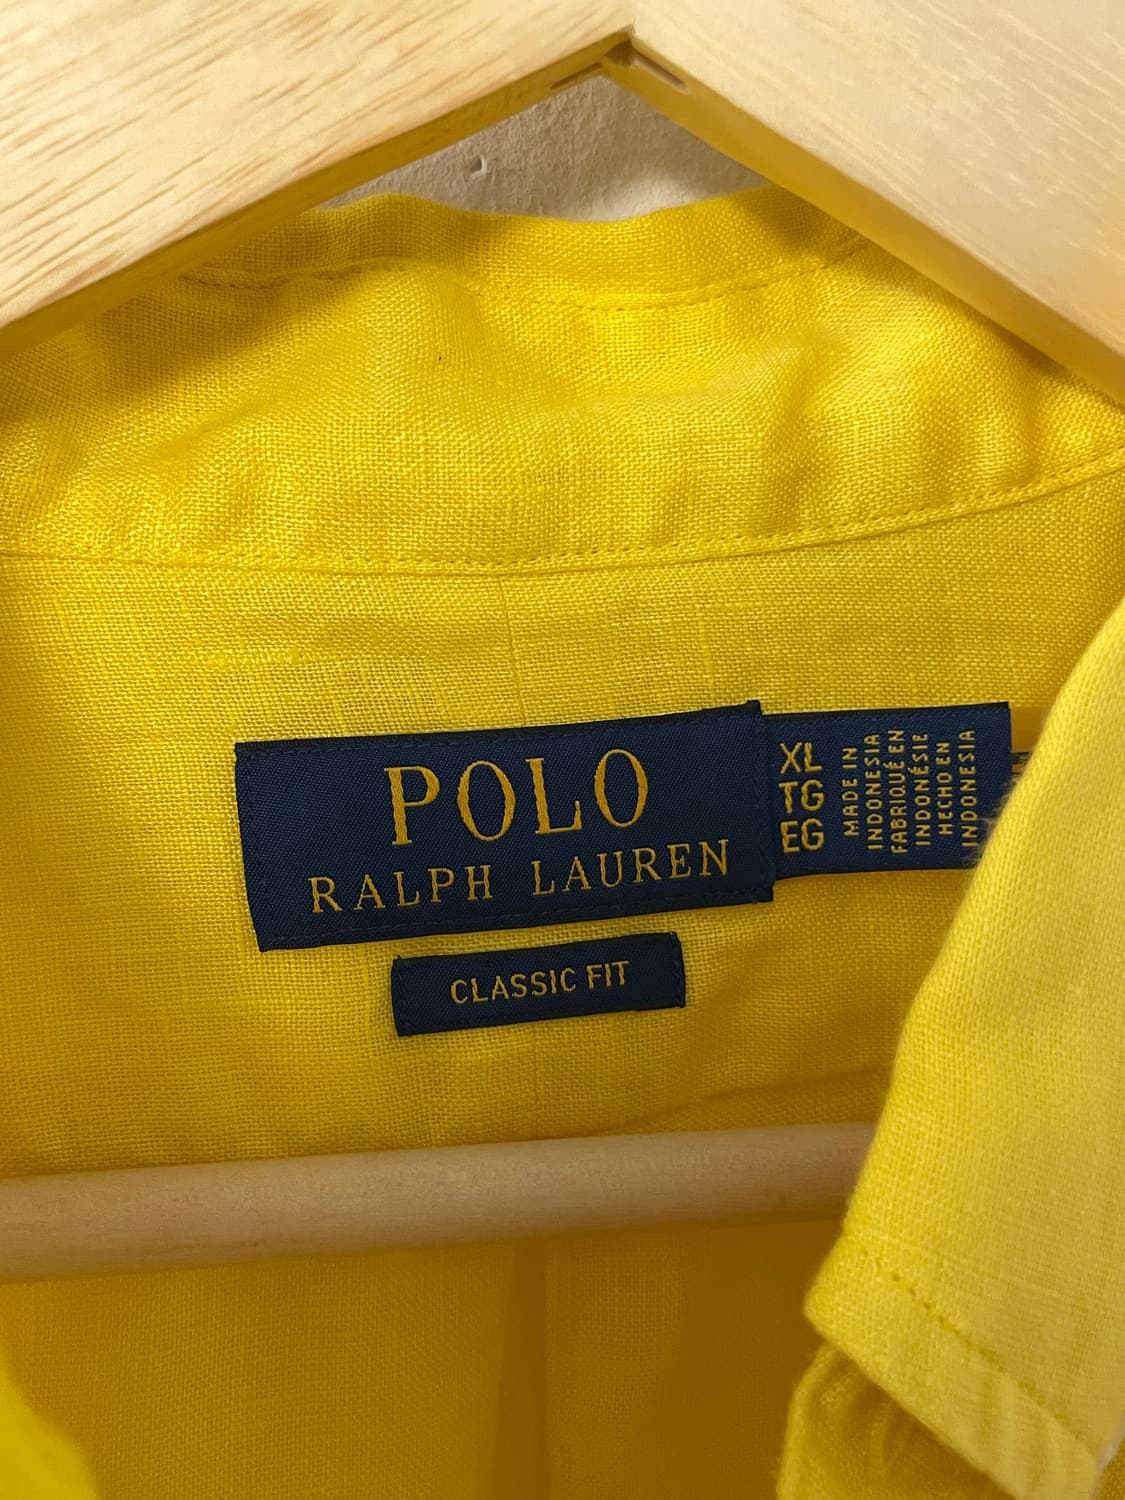 POLO
RALPH LAUREN
XL
TG
EG
MADE IN
INDONESIA
FABRIQUÉ EN
INDONÉSIE
HECHO EN
INDONESIA
CLASSIC FIT